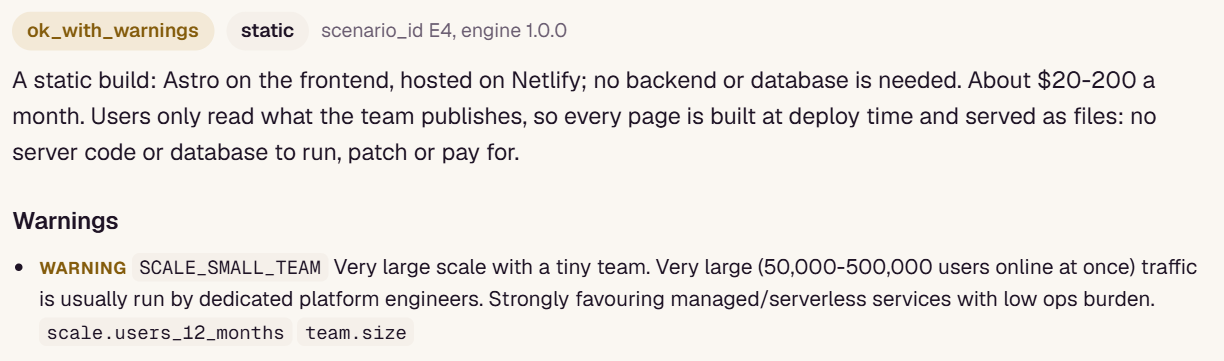 ok_with_warnings static scenario_id E4, engine 1.0.0
A static build: Astro on the frontend, hosted on Netlify; no backend or database is needed. About $20-200 a
month. Users only read what the team publishes, so every page is built at deploy time and served as files: no
server code or database to run, patch or pay for.
Warnings
• WARNING SCALE_SMALL_TEAM Very large scale with a tiny team. Very large (50,000-500,000 users online at once) traffic
is usually run by dedicated platform engineers. Strongly favouring managed/serverless services with low ops burden.
scale.users_12_months team.size